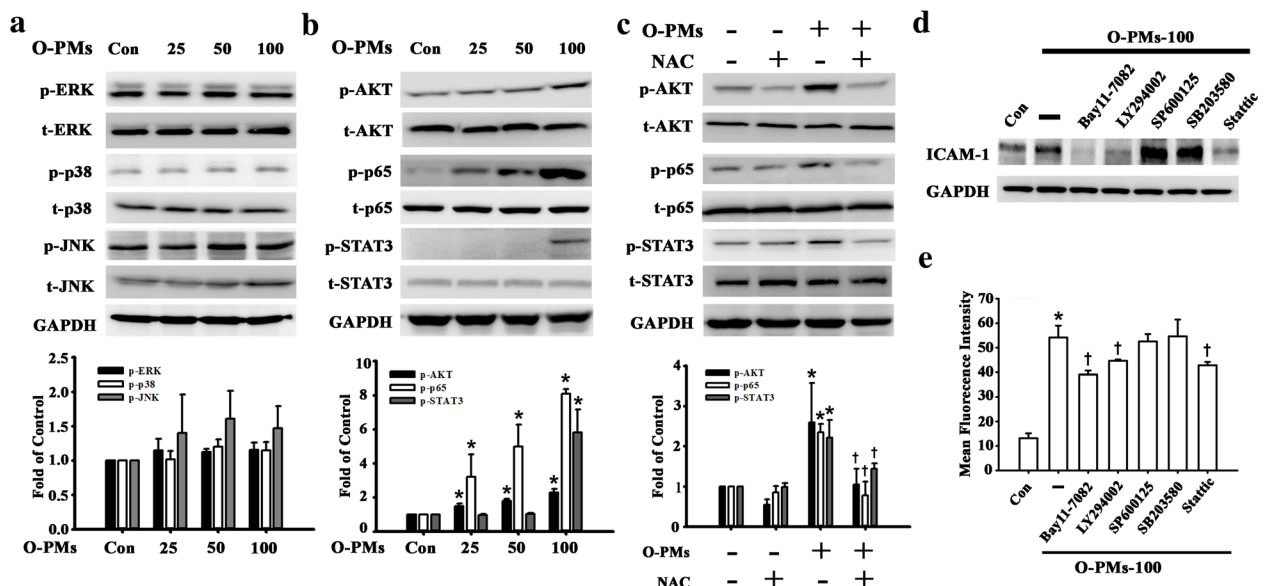 a
O-PMs Con 25 50 100
p-ERK
t-ERK
p-p38
t-p38
p-JNK
t-JNK
GAPDH
2.5
2.0
1.5
1.0
0.5
0.0
Fold of Control
p-ERK
p-p38
p-JNK
Con 25 50 100
O-PMs
b
O-PMs Con 25 50 100
p-AKT
t-AKT
p-p65
t-p65
p-STAT3
t-STAT3
GAPDH
10
8
6
4
2
0
Fold of Control
p-AKT
p-p65
p-STAT3
* * * * * * *
Con 25 50 100
O-PMs
c
O-PMs - - + +
NAC - + - +
p-AKT
t-AKT
p-p65
t-p65
p-STAT3
t-STAT3
GAPDH
4
3
2
1
0
Fold of Control
p-AKT
p-p65
p-STAT3
* * * † † †
O-PMs - - + +
NAC - + - +
d
O-PMs-100
Con - Bay11-7082 LY294002 SP600125 SB203580 Stattic
ICAM-1
GAPDH
e
70
60
50
40
30
20
10
0
Mean Fluorecence Intensity
* † † †
Con - Bay11-7082 LY294002 SP600125 SB203580 Stattic
O-PMs-100